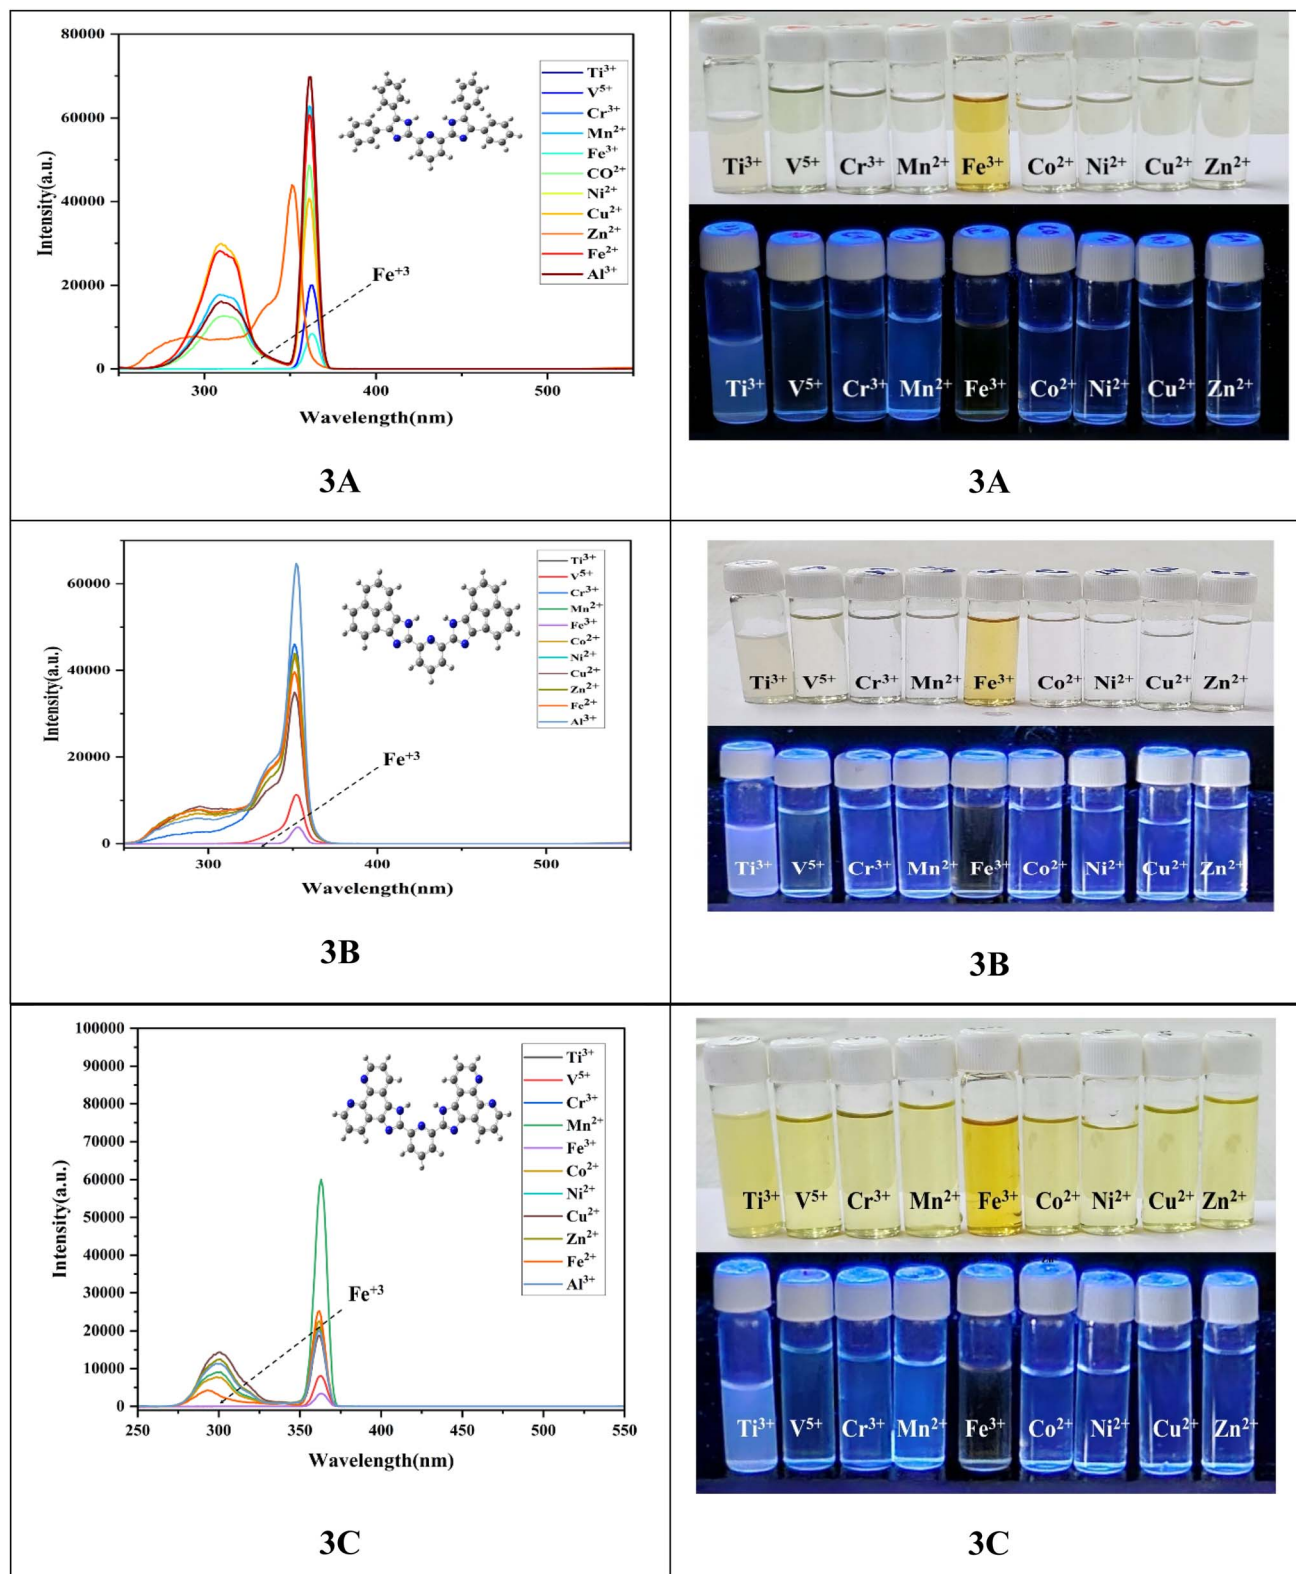 80000
60000
40000
20000
0
300
400
500
Intensity(a.u.)
Wavelength(nm)
Ti³⁺
V⁵⁺
Cr³⁺
Mn²⁺
Fe³⁺
CO²⁺
Ni²⁺
Cu²⁺
Zn²⁺
Fe²⁺
Al³⁺
Fe⁺³
3A
Ti³⁺ V⁵⁺ Cr³⁺ Mn²⁺ Fe³⁺ Co²⁺ Ni²⁺ Cu²⁺ Zn²⁺
Ti³⁺ V⁵⁺ Cr³⁺ Mn²⁺ Fe³⁺ Co²⁺ Ni²⁺ Cu²⁺ Zn²⁺
3A
60000
40000
20000
0
300
400
500
Intensity(a.u.)
Wavelength(nm)
Ti³⁺
V⁵⁺
Cr³⁺
Mn²⁺
Fe³⁺
Co²⁺
Ni²⁺
Cu²⁺
Zn²⁺
Fe²⁺
Al³⁺
Fe⁺³
3B
Ti³⁺ V⁵⁺ Cr³⁺ Mn²⁺ Fe³⁺ Co²⁺ Ni²⁺ Cu²⁺ Zn²⁺
Ti³⁺ V⁵⁺ Cr³⁺ Mn²⁺ Fe³⁺ Co²⁺ Ni²⁺ Cu²⁺ Zn²⁺
3B
100000
90000
80000
70000
60000
50000
40000
30000
20000
10000
0
250
300
350
400
450
500
550
Intensity(a.u.)
Wavelength(nm)
Ti³⁺
V⁵⁺
Cr³⁺
Mn²⁺
Fe³⁺
Co²⁺
Ni²⁺
Cu²⁺
Zn²⁺
Fe²⁺
Al³⁺
Fe⁺³
3C
Ti³⁺ V⁵⁺ Cr³⁺ Mn²⁺ Fe³⁺ Co²⁺ Ni²⁺ Cu²⁺ Zn²⁺
Ti³⁺ V⁵⁺ Cr³⁺ Mn²⁺ Fe³⁺ Co²⁺ Ni²⁺ Cu²⁺ Zn²⁺
3C